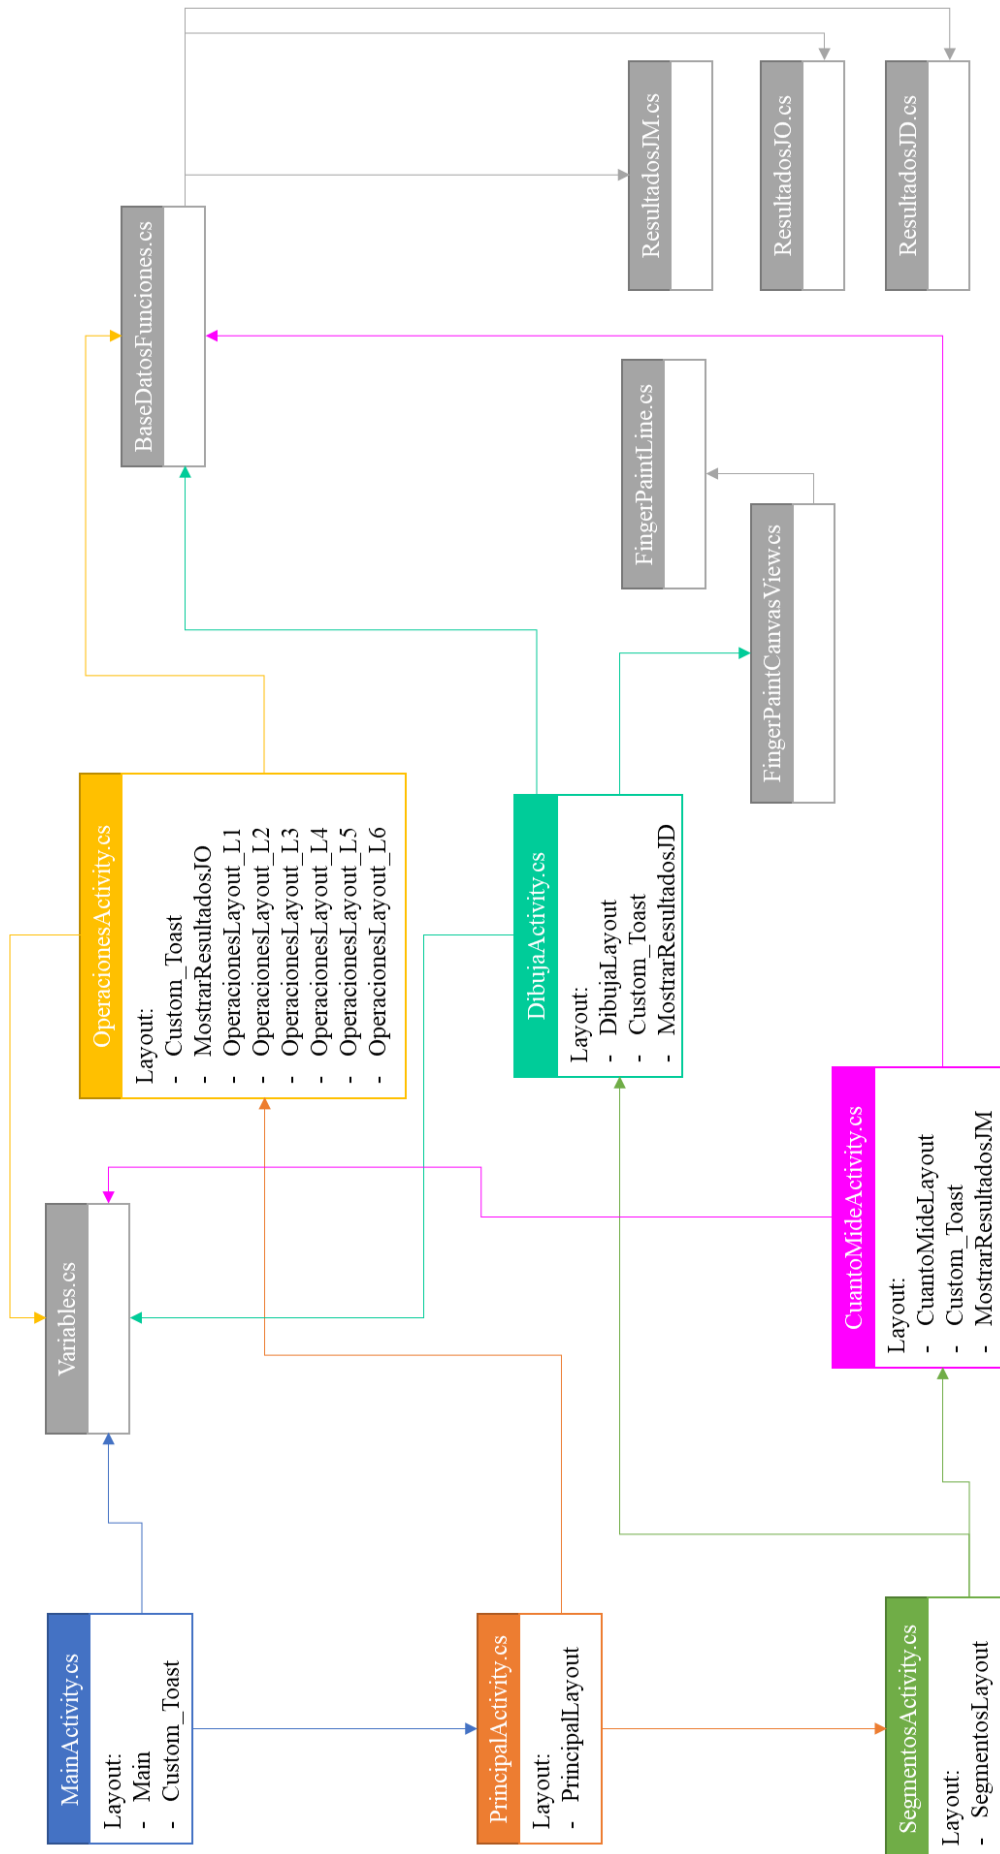 MainActivity.cs
Layout:
- Main
- Custom_Toast
Variables.cs
OperacionesActivity.cs
Layout:
- Custom_Toast
- MostrarResultadosJO
- OperacionesLayout_L1
- OperacionesLayout_L2
- OperacionesLayout_L3
- OperacionesLayout_L4
- OperacionesLayout_L5
- OperacionesLayout_L6
BaseDatosFunciones.cs
PrincipalActivity.cs
Layout:
- PrincipalLayout
DibujaActivity.cs
Layout:
- DibujaLayout
- Custom_Toast
- MostrarResultadosJD
FingerPaintLine.cs
FingerPaintCanvasView.cs
ResultadosJM.cs
ResultadosJO.cs
ResultadosJD.cs
SegmentosActivity.cs
Layout:
- SegmentosLayout
CuantoMideActivity.cs
Layout:
- CuantoMideLayout
- Custom_Toast
- MostrarResultadosJM